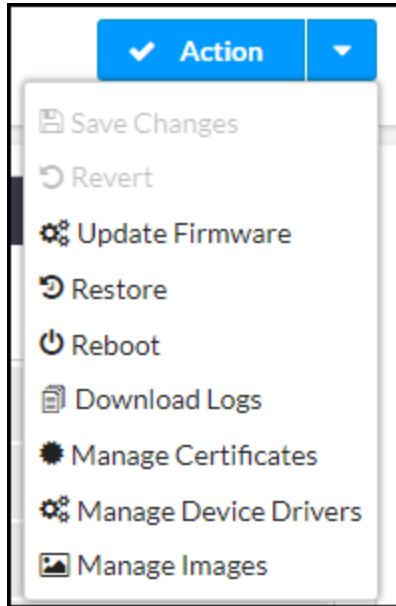 Action
Save Changes
Revert
Update Firmware
Restore
Reboot
Download Logs
Manage Certificates
Manage Device Drivers
Manage Images